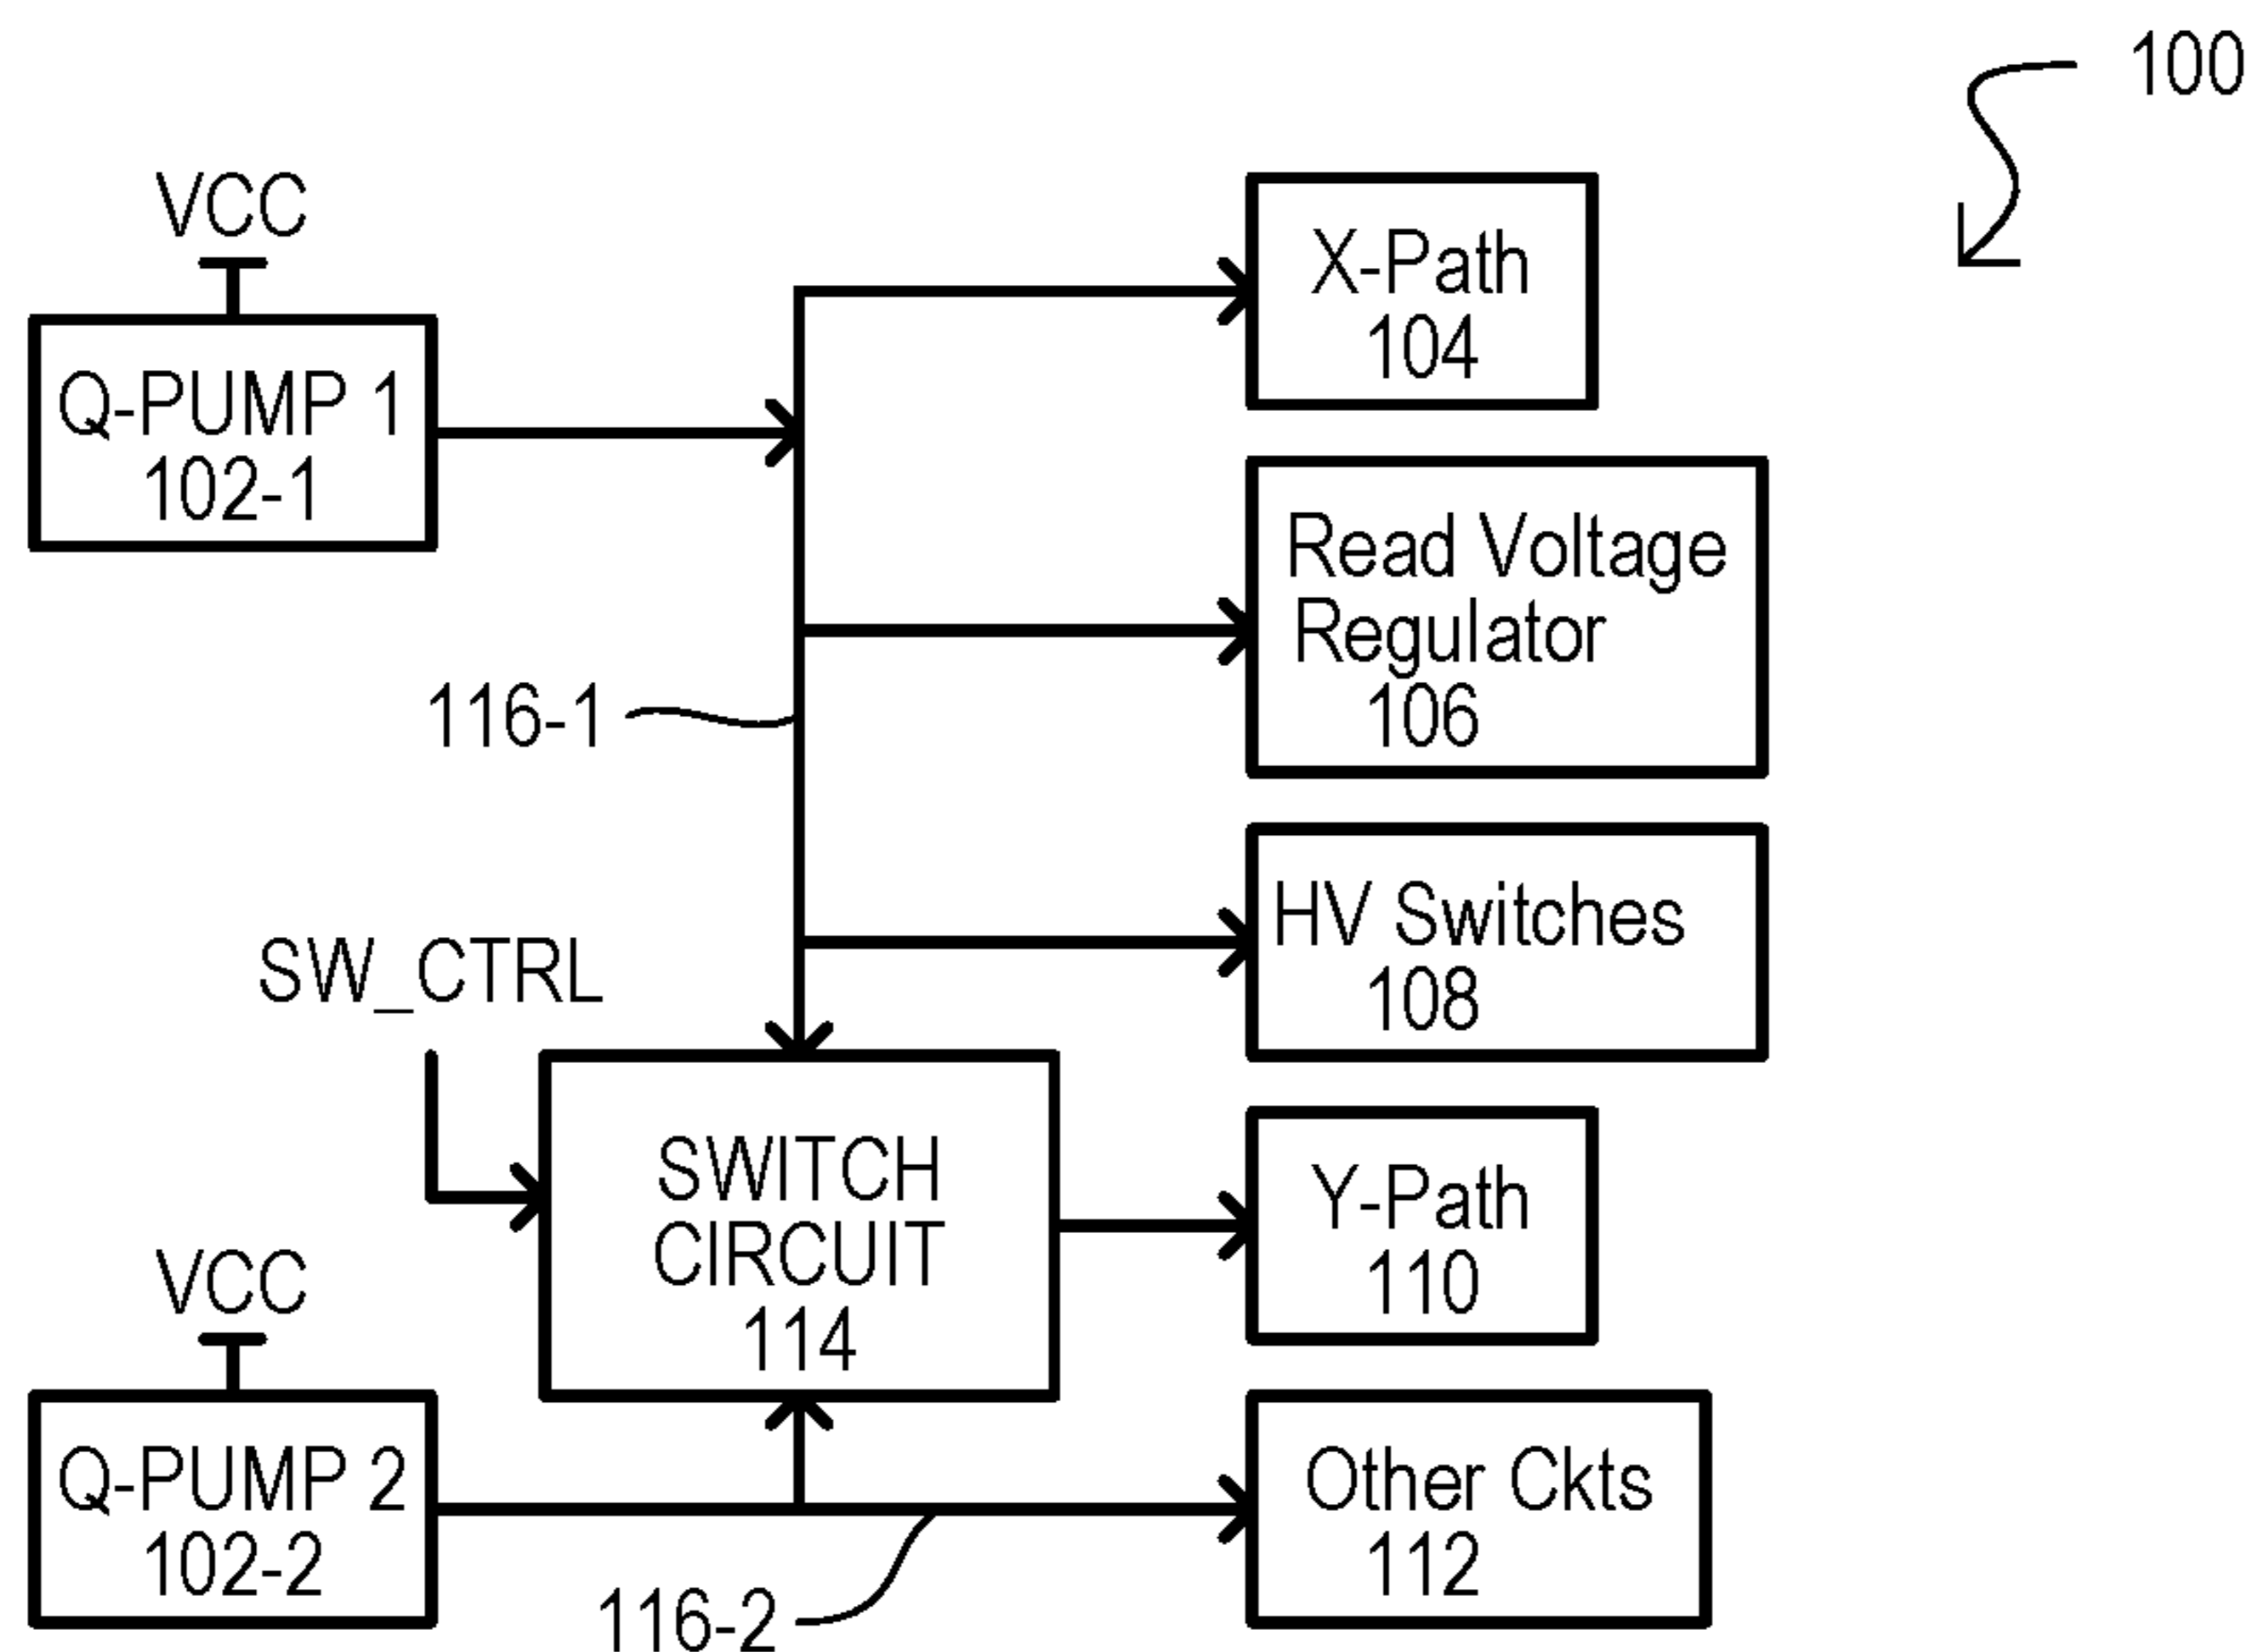 100
VCC
Q-PUMP 1
102-1
X-Path
104
Read Voltage
Regulator
106
116-1
HV Switches
108
SW_CTRL
SWITCH
CIRCUIT
114
Y-Path
110
VCC
Q-PUMP 2
102-2
Other Ckts
112
116-2